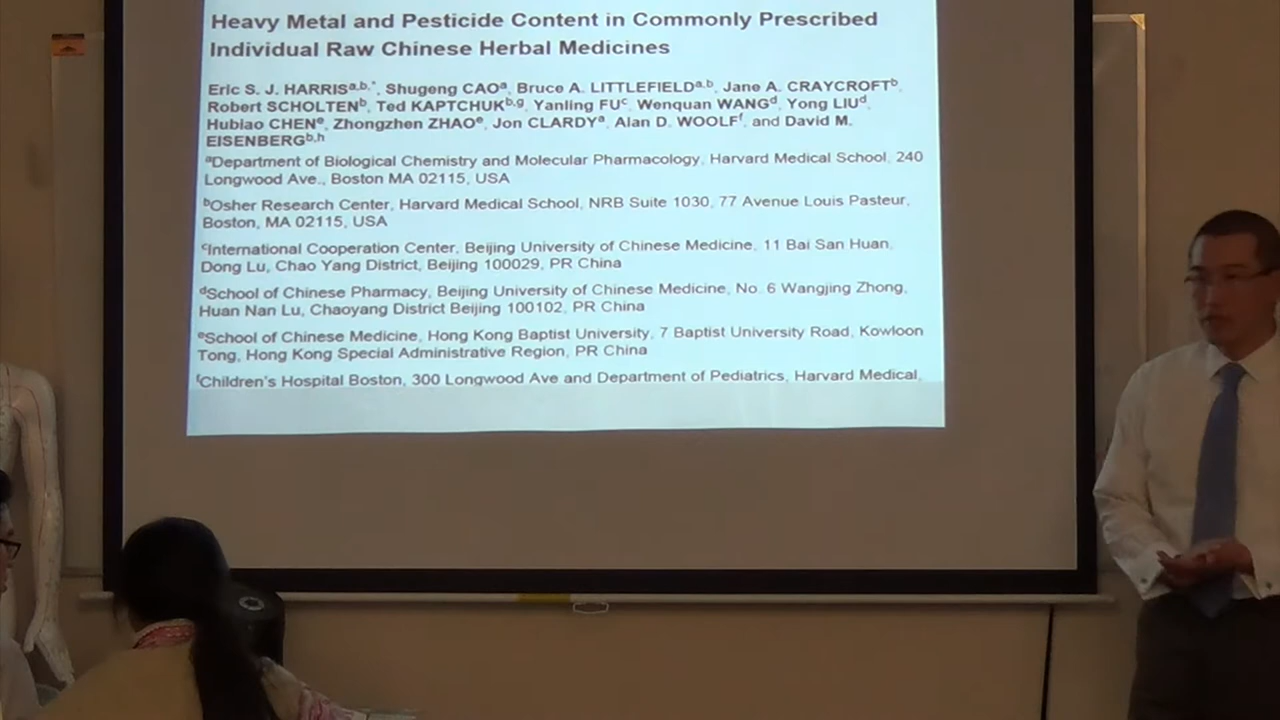 Heavy Metal and Pesticide Content in Commonly Prescribed
Individual Raw Chinese Herbal Medicines
Eric S. J. HARRISa,b,*, Shugeng CAOa, Bruce A. LITTLEFIELDa,b, Jane A. CRAYCROFTb,
Robert SCHOLTENb, Ted KAPTCHUKb,g, Yanling FUc, Wenquan WANGd, Yong LIUd,
Hubiao CHENe, Zhongzhen ZHAOe, Jon CLARDYa, Alan D. WOOLFf, and David M.
EISENBERGb,h
aDepartment of Biological Chemistry and Molecular Pharmacology, Harvard Medical School, 240
Longwood Ave., Boston MA 02115, USA
bOsher Research Center, Harvard Medical School, NRB Suite 1030, 77 Avenue Louis Pasteur,
Boston, MA 02115, USA
cInternational Cooperation Center, Beijing University of Chinese Medicine, 11 Bai San Huan,
Dong Lu, Chao Yang District, Beijing 100029, PR China
dSchool of Chinese Pharmacy, Beijing University of Chinese Medicine, No. 6 Wangjing Zhong,
Huan Nan Lu, Chaoyang District Beijing 100102, PR China
eSchool of Chinese Medicine, Hong Kong Baptist University, 7 Baptist University Road, Kowloon
Tong, Hong Kong Special Administrative Region, PR China
fChildren's Hospital Boston, 300 Longwood Ave and Department of Pediatrics, Harvard Medical,